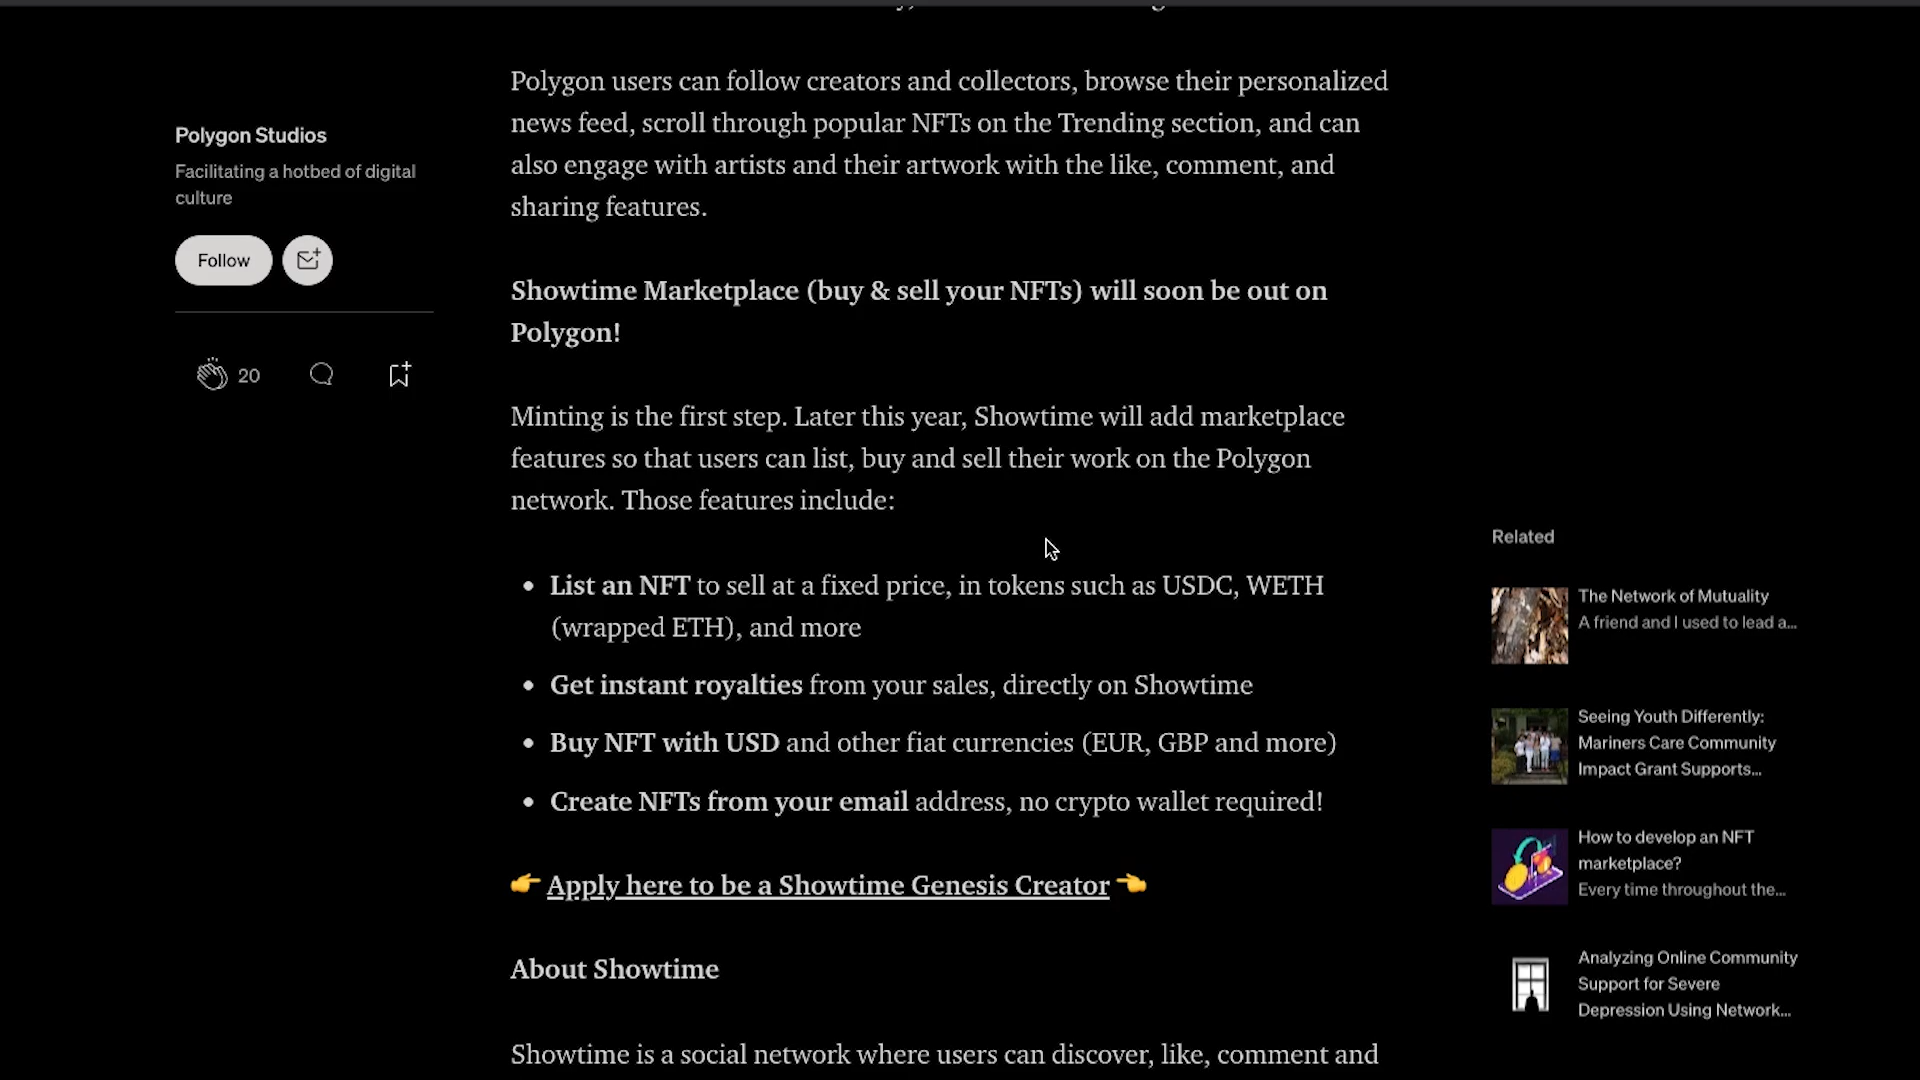 Polygon Studios
Facilitating a hotbed of digital
culture
Follow
20
Polygon users can follow creators and collectors, browse their personalized
news feed, scroll through popular NFTs on the Trending section, and can
also engage with artists and their artwork with the like, comment, and
sharing features.
Showtime Marketplace (buy & sell your NFTs) will soon be out on
Polygon!
Minting is the first step. Later this year, Showtime will add marketplace
features so that users can list, buy and sell their work on the Polygon
network. Those features include:
• List an NFT to sell at a fixed price, in tokens such as USDC, WETH
(wrapped ETH), and more
• Get instant royalties from your sales, directly on Showtime
• Buy NFT with USD and other fiat currencies (EUR, GBP and more)
• Create NFTs from your email address, no crypto wallet required!
👉 Apply here to be a Showtime Genesis Creator 👈
About Showtime
Showtime is a social network where users can discover, like, comment and
Related
The Network of Mutuality
A friend and I used to lead a...
Seeing Youth Differently:
Mariners Care Community
Impact Grant Supports...
How to develop an NFT
marketplace?
Every time throughout the...
Analyzing Online Community
Support for Severe
Depression Using Network...